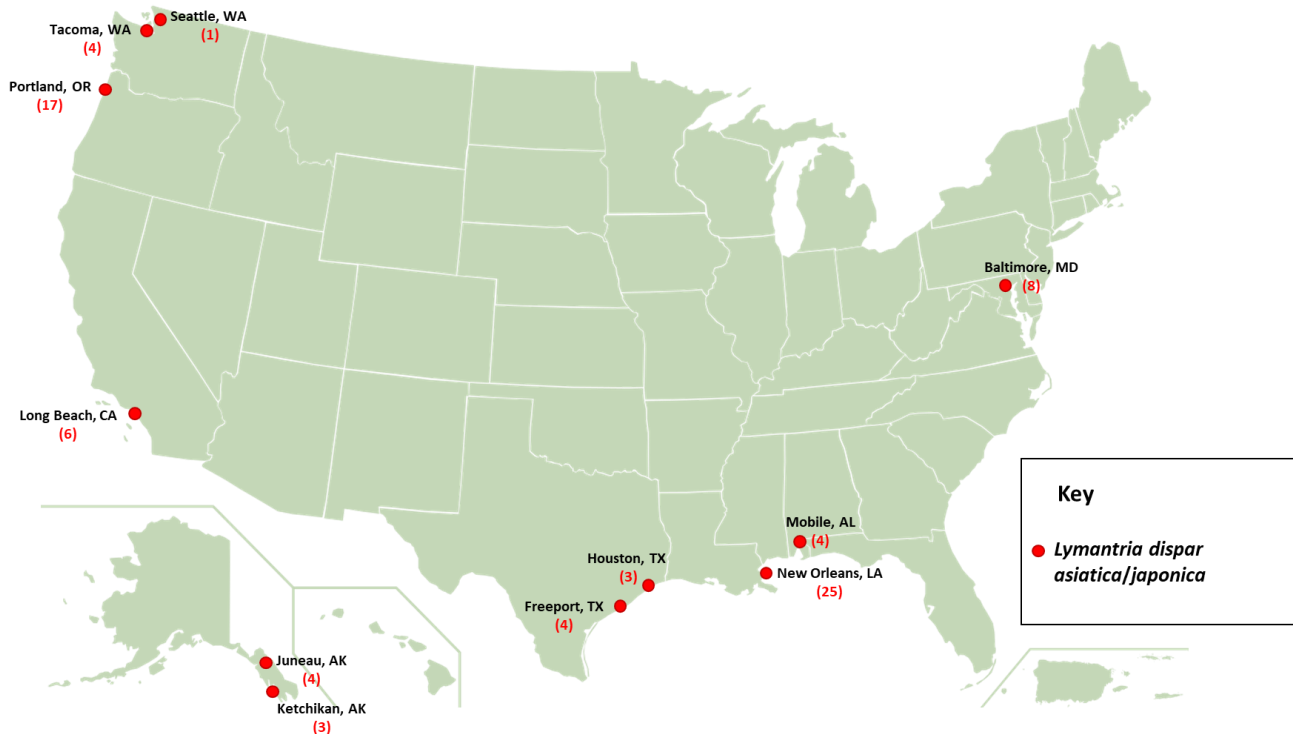 Seattle, WA
(1)
Tacoma, WA
(4)
Portland, OR
(17)
Baltimore, MD
(8)
Long Beach, CA
(6)
Key
Lymantria dispar
asiatica/japonica
Mobile, AL
(4)
Houston, TX
(3)
New Orleans, LA
(25)
Freeport, TX
(4)
Juneau, AK
(4)
Ketchikan, AK
(3)